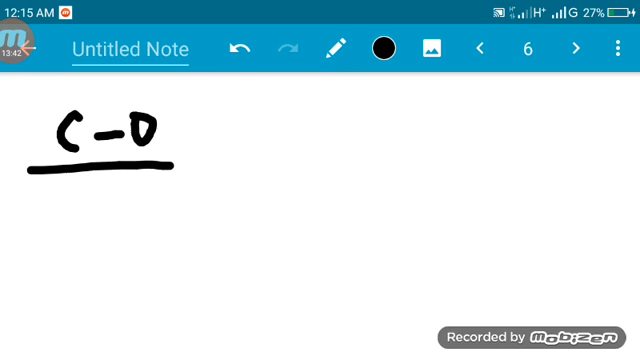 12:15 AM H+ G 27%
13:42
Untitled Note 6
C - D
Recorded by mobizen